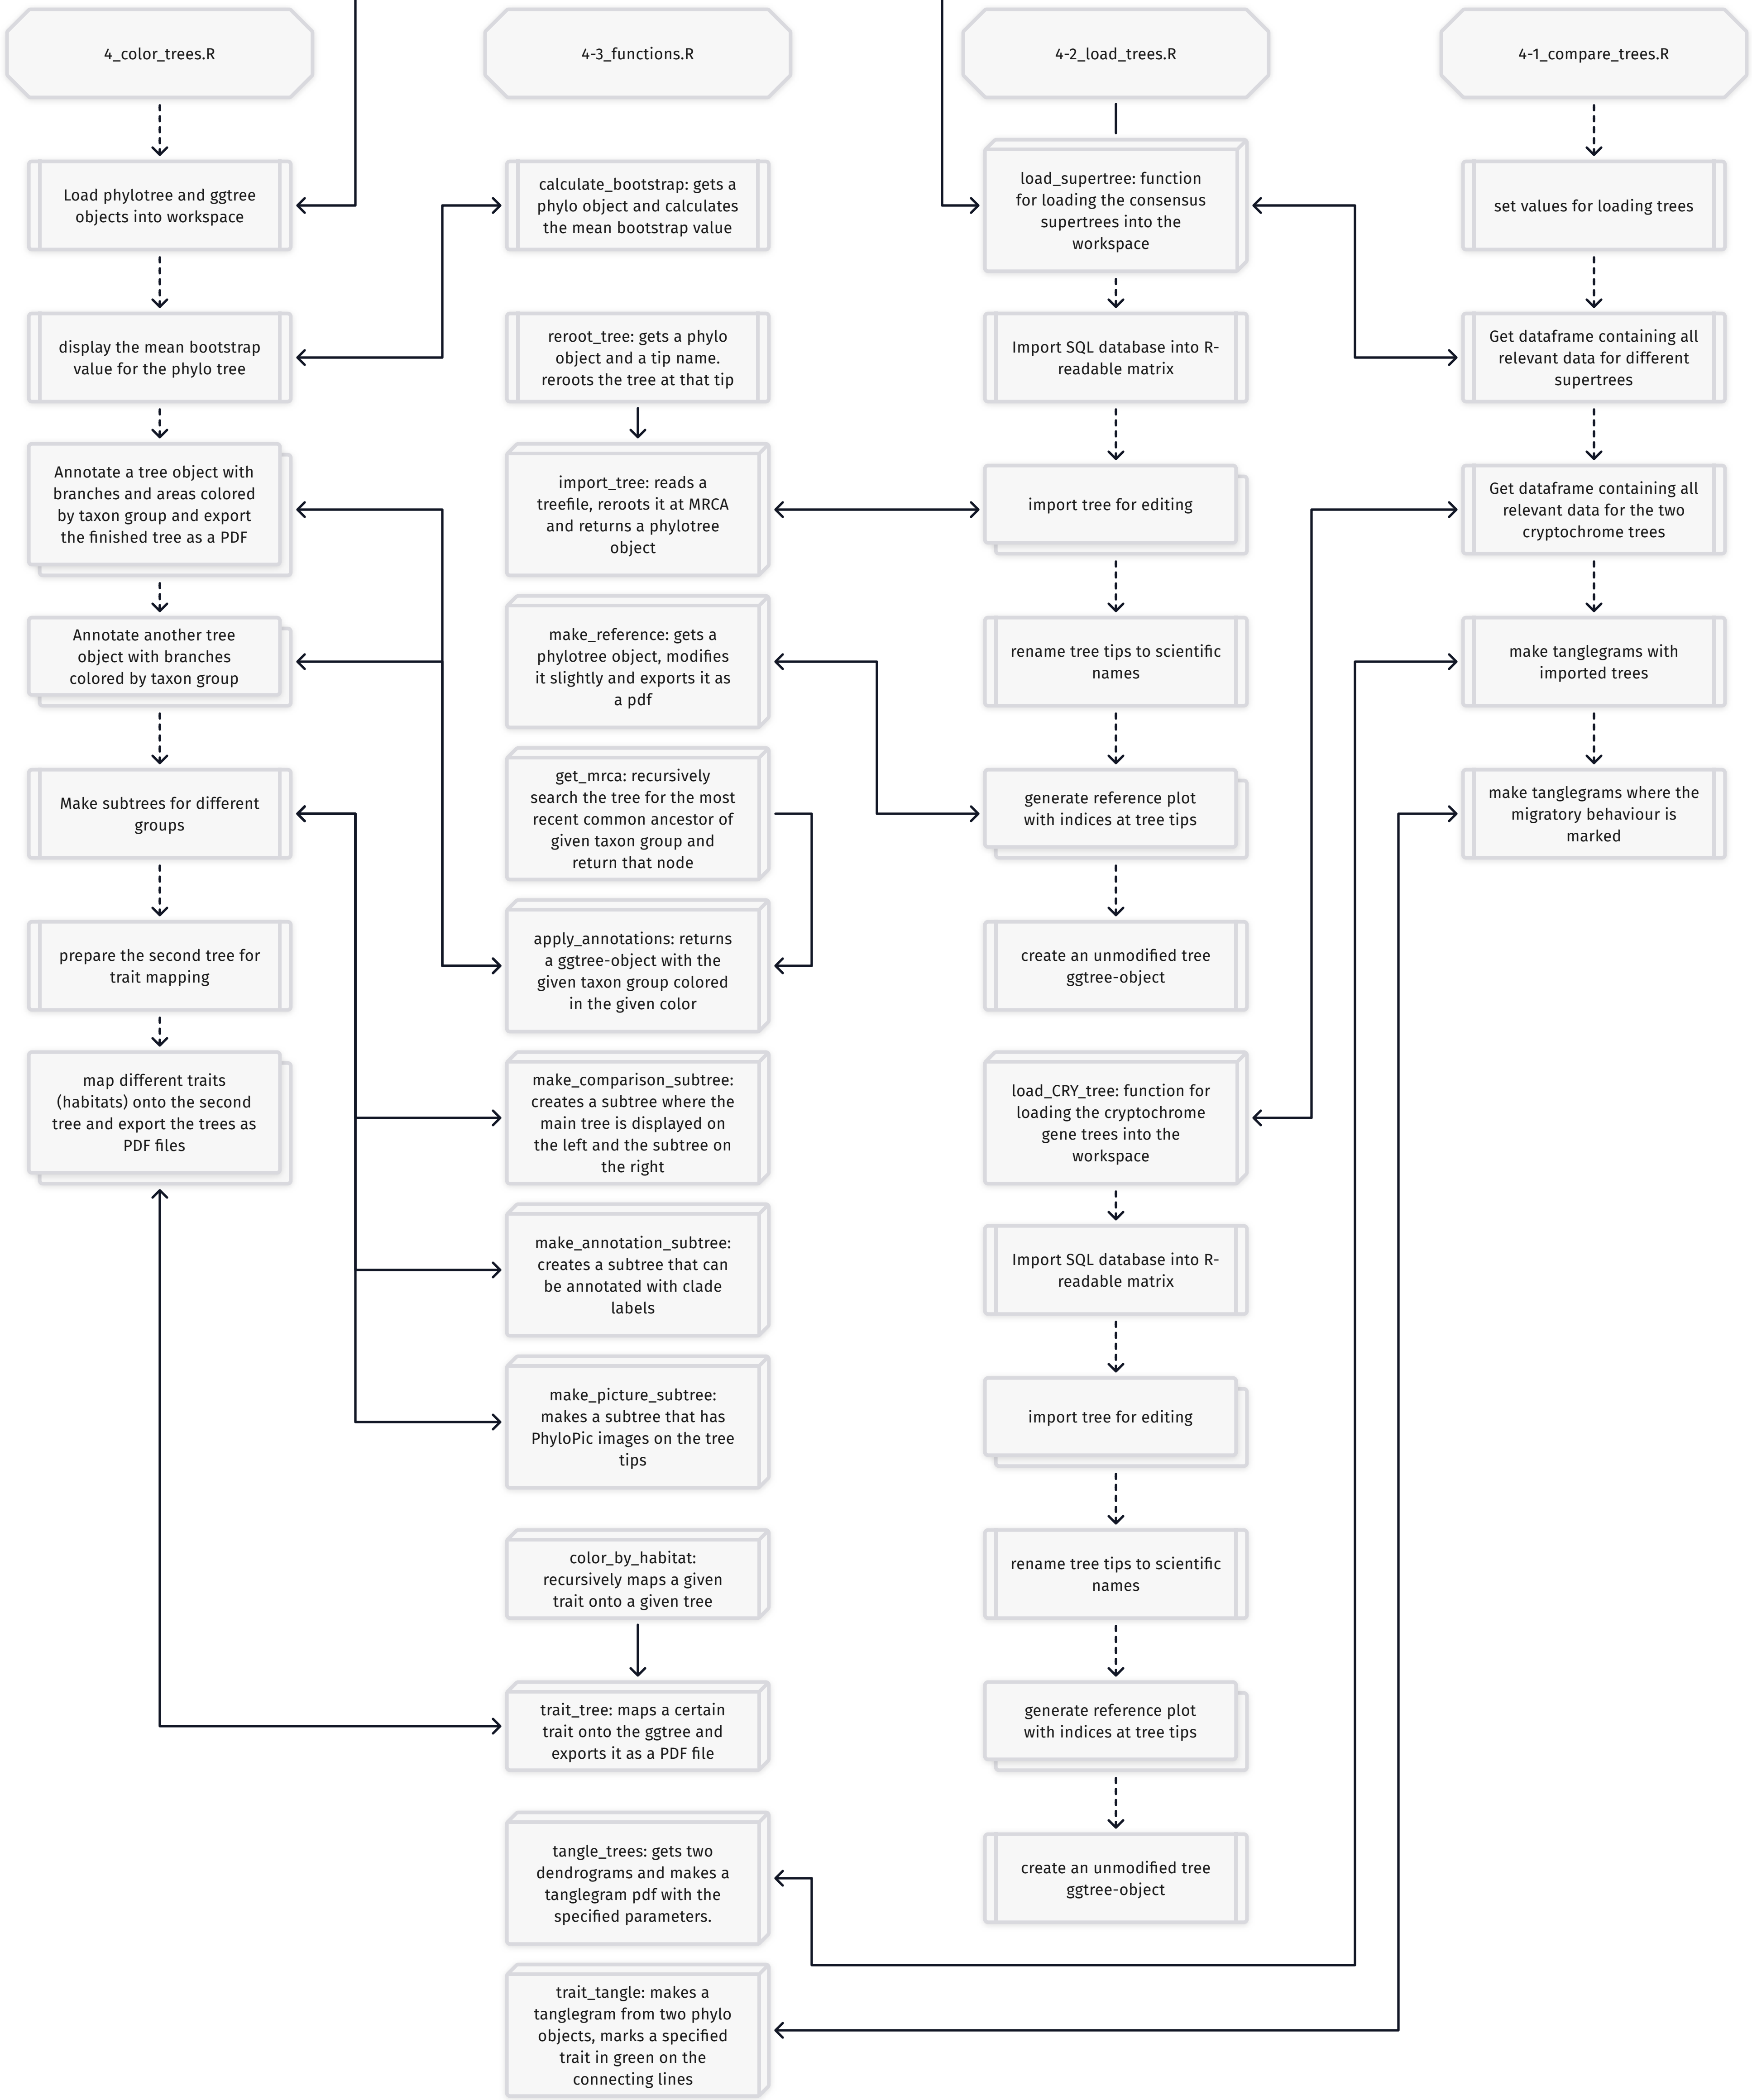 4_color_trees.R
Load phylotree and ggtree
objects into workspace
display the mean bootstrap
value for the phylo tree
Annotate a tree object with
branches and areas colored
by taxon group and export
the finished tree as a PDF
Annotate another tree
object with branches
colored by taxon group
Make subtrees for different
groups
prepare the second tree for
trait mapping
map different traits
(habitats) onto the second
tree and export the trees as
PDF files
4-3_functions.R
calculate_bootstrap: gets a
phylo object and calculates
the mean bootstrap value
reroot_tree: gets a phylo
object and a tip name.
reroots the tree at that tip
import_tree: reads a
treefile, reroots it at MRCA
and returns a phylotree
object
make_reference: gets a
phylotree object, modifies
it slightly and exports it as
a pdf
get_mrca: recursively
search the tree for the most
recent common ancestor of
given taxon group and
return that node
apply_annotations: returns
a ggtree-object with the
given taxon group colored
in the given color
make_comparison_subtree:
creates a subtree where the
main tree is displayed on
the left and the subtree on
the right
make_annotation_subtree:
creates a subtree that can
be annotated with clade
labels
make_picture_subtree:
makes a subtree that has
PhyloPic images on the tree
tips
color_by_habitat:
recursively maps a given
trait onto a given tree
trait_tree: maps a certain
trait onto the ggtree and
exports it as a PDF file
tangle_trees: gets two
dendrograms and makes a
tanglegram pdf with the
specified parameters.
trait_tangle: makes a
tanglegram from two phylo
objects, marks a specified
trait in green on the
connecting lines
4-2_load_trees.R
load_supertree: function
for loading the consensus
supertrees into the
workspace
Import SQL database into R-
readable matrix
import tree for editing
rename tree tips to scientific
names
generate reference plot
with indices at tree tips
create an unmodified tree
ggtree-object
load_CRY_tree: function for
loading the cryptochrome
gene trees into the
workspace
Import SQL database into R-
readable matrix
import tree for editing
rename tree tips to scientific
names
generate reference plot
with indices at tree tips
create an unmodified tree
ggtree-object
4-1_compare_trees.R
set values for loading trees
Get dataframe containing all
relevant data for different
supertrees
Get dataframe containing all
relevant data for the two
cryptochrome trees
make tanglegrams with
imported trees
make tanglegrams where the
migratory behaviour is
marked